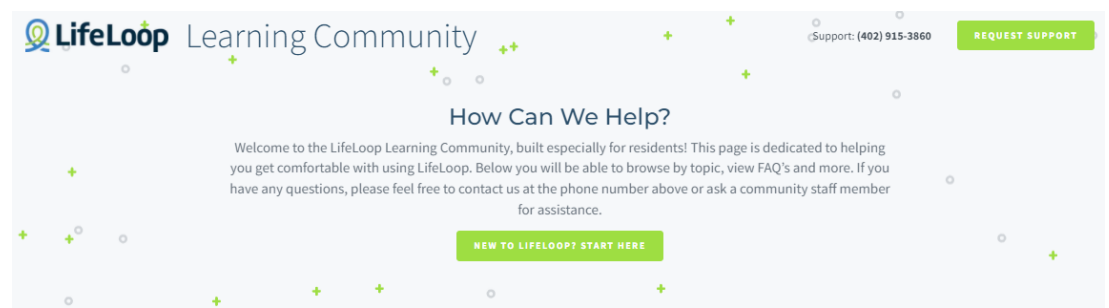 LifeLoop Learning Community
Support: (402) 915-3860
REQUEST SUPPORT
How Can We Help?
Welcome to the LifeLoop Learning Community, built especially for residents! This page is dedicated to helping
you get comfortable with using LifeLoop. Below you will be able to browse by topic, view FAQ's and more. If you
have any questions, please feel free to contact us at the phone number above or ask a community staff member
for assistance.
NEW TO LIFELOOP? START HERE